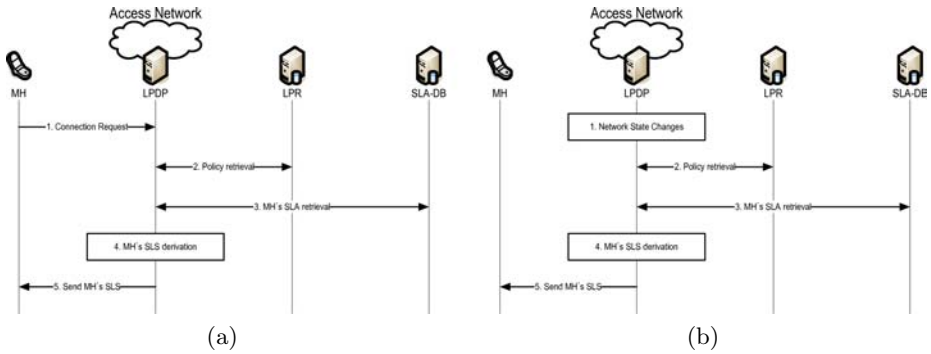 Access Network
MH
LPDP
LPR
SLA-DB
1. Connection Request
2. Policy retrieval
3. MH´s SLA retrieval
4. MH´s SLS derivation
5. Send MH´s SLS
(a)
Access Network
MH
LPDP
LPR
SLA-DB
1. Network State Changes
2. Policy retrieval
3. MH´s SLA retrieval
4. MH´s SLS derivation
5. Send MH´s SLS
(b)